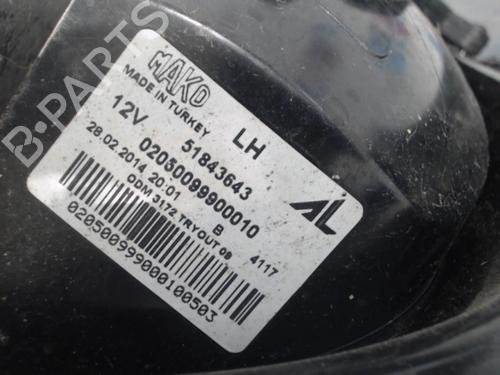 MAKO
MADE IN TURKEY
LH
12V 51843643
02050099900010
28.02.2014 20:01 B
ODM 3172 TRYOUT 09 4117
020500999000100503
AL
B-PARTS